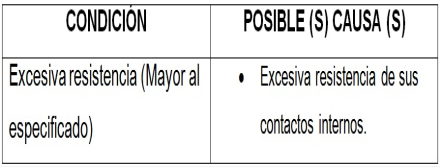 CONDICIÓN
POSIBLE (S) CAUSA (S)
Excesiva resistencia (Mayor al
especificado)
• Excesiva resistencia de sus
contactos internos.